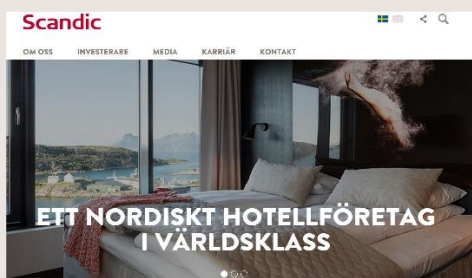 Scandic
OM OSS INVESTERARE MEDIA KARRIÄR KONTAKT
ETT NORDISKT HOTELLFÖRETAG
I VÄRLDSKLASS